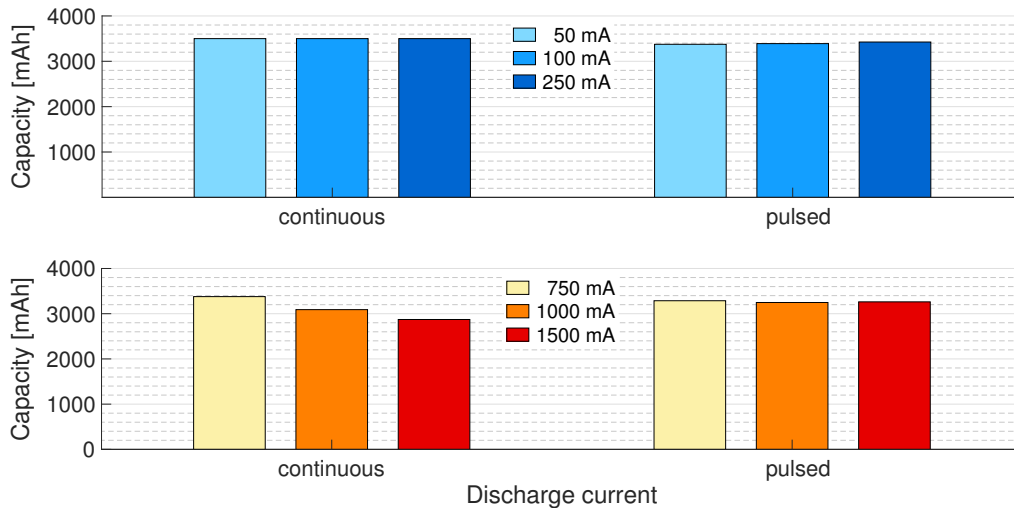 Capacity [mAh]
4000
3000
2000
1000
50 mA
100 mA
250 mA
continuous
pulsed
Capacity [mAh]
4000
3000
2000
1000
0
750 mA
1000 mA
1500 mA
continuous
pulsed
Discharge current